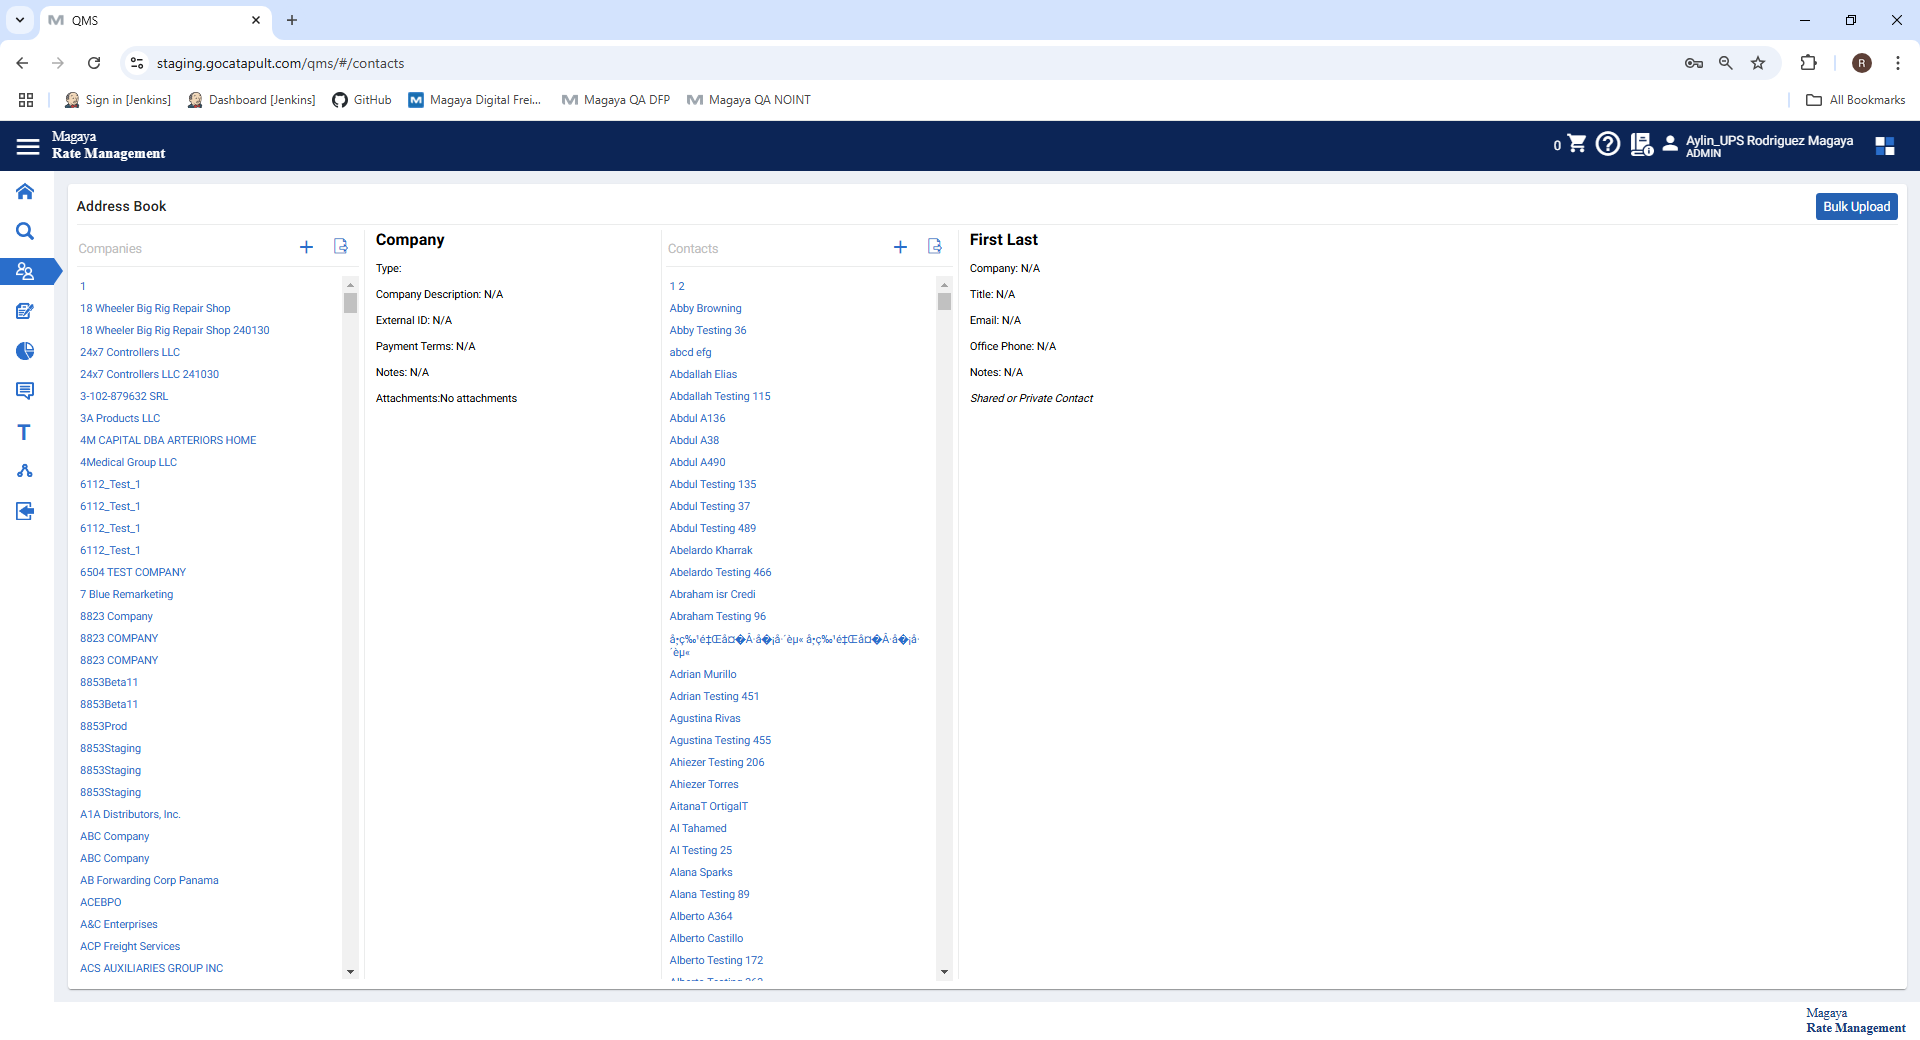 QMS
staging.gocatapult.com/qms/#/contacts
R
Sign in [Jenkins]
Dashboard [Jenkins]
GitHub
Magaya Digital Frei...
Magaya QA DFP
Magaya QA NOINT
All Bookmarks
Magaya
Rate Management
0
Aylin_UPS Rodriguez Magaya
ADMIN
Address Book
Bulk Upload
Companies
1
18 Wheeler Big Rig Repair Shop
18 Wheeler Big Rig Repair Shop 240130
24x7 Controllers LLC
24x7 Controllers LLC 241030
3-102-879632 SRL
3A Products LLC
4M CAPITAL DBA ARTERIORS HOME
4Medical Group LLC
6112_Test_1
6112_Test_1
6112_Test_1
6112_Test_1
6504 TEST COMPANY
7 Blue Remarketing
8823 Company
8823 COMPANY
8823 COMPANY
8853Beta11
8853Beta11
8853Prod
8853Staging
8853Staging
8853Staging
A1A Distributors, Inc.
ABC Company
ABC Company
AB Forwarding Corp Panama
ACEBPO
A&C Enterprises
ACP Freight Services
ACS AUXILIARIES GROUP INC
Company
Type:
Company Description: N/A
External ID: N/A
Payment Terms: N/A
Notes: N/A
Attachments:No attachments
Contacts
1 2
Abby Browning
Abby Testing 36
abcd efg
Abdallah Elias
Abdallah Testing 115
Abdul A136
Abdul A38
Abdul A490
Abdul Testing 135
Abdul Testing 37
Abdul Testing 489
Abelardo Kharrak
Abelardo Testing 466
Abraham isr Credi
Abraham Testing 96
Adrian Murillo
Adrian Testing 451
Agustina Rivas
Agustina Testing 455
Ahiezer Testing 206
Ahiezer Torres
AitanaT OrtigalT
Al Tahamed
Al Testing 25
Alana Sparks
Alana Testing 89
Alberto A364
Alberto Castillo
Alberto Testing 172
First Last
Company: N/A
Title: N/A
Email: N/A
Office Phone: N/A
Notes: N/A
Shared or Private Contact
Magaya
Rate Management